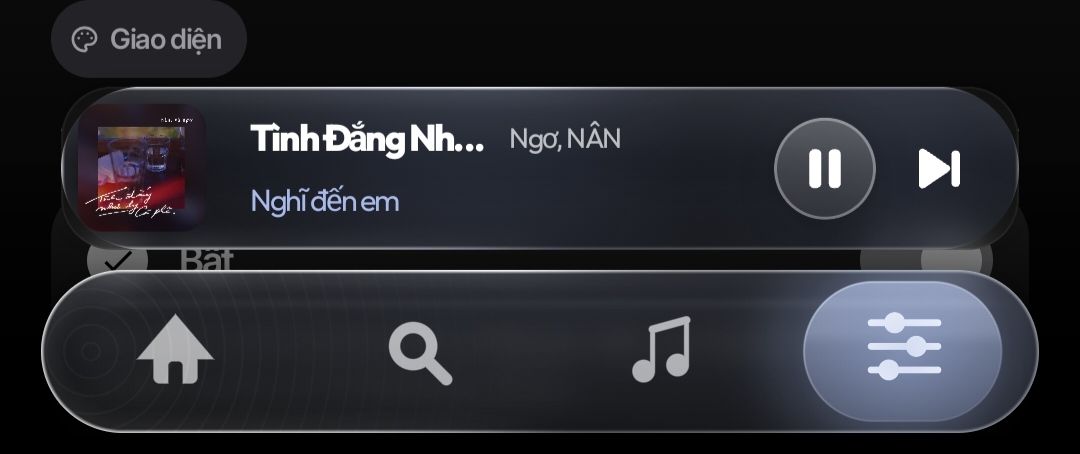 Giao diện
Tình Đắng Nh... Ngơ, NÂN
Nghĩ đến em
Bật